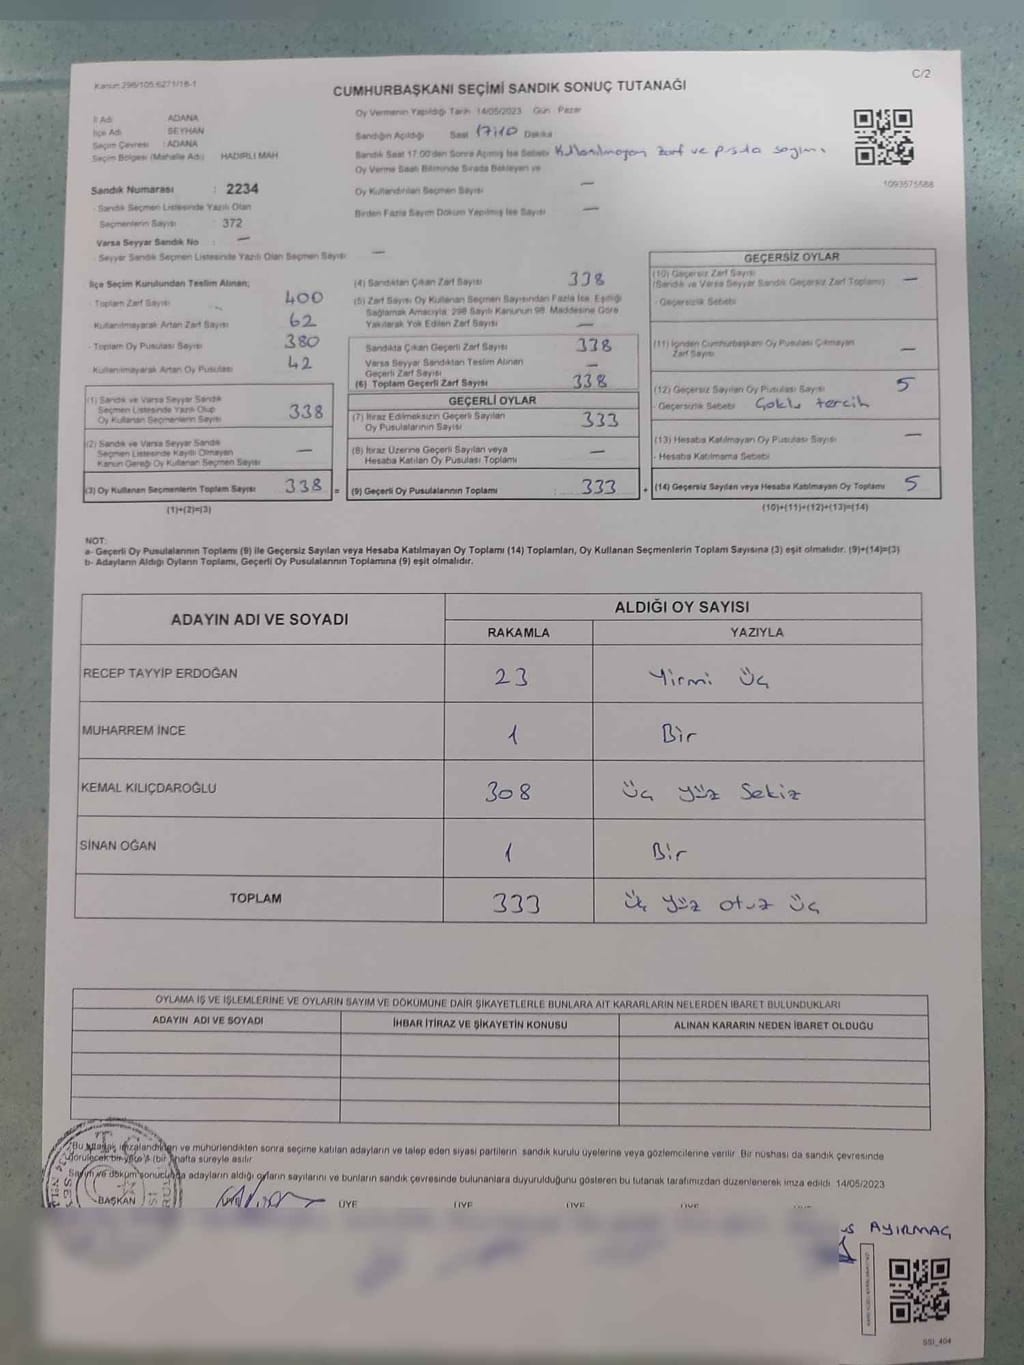 Kanun:298/105.6271/18-1
C/2
CUMHURBAŞKANI SEÇİMİ SANDIK SONUÇ TUTANAĞI
İl Adı ADANA
İlçe Adı SEYHAN
Seçim Çevresi : ADANA
Seçim Bölgesi (Mahalle Adı) HADIRLI MAH
Sandık Numarası : 2234
- Sandık Seçmen Listesinde Yazılı Olan
Seçmenlerin Sayısı : 372
Varsa Seyyar Sandık No : —
- Seyyar Sandık Seçmen Listesinde Yazılı Olan Seçmen Sayısı —
Oy Vermenin Yapıldığı Tarih 14/05/2023 Gün : Pazar
Sandığın Açıldığı Saat 17:10 Dakika
Sandık Saat 17:00'den Sonra Açılmış İse Sebebi Kullanılmayan zarf ve pusula sayımı
Oy Verme Saati Bitiminde Sırada Bekleyen ve
Oy Kullandırılan Seçmen Sayısı —
Birden Fazla Sayım Döküm Yapılmış İse Sayısı —
1093575588
İlçe Seçim Kurulundan Teslim Alınan;
- Toplam Zarf Sayısı 400
Kullanılmayarak Artan Zarf Sayısı 62
- Toplam Oy Pusulası Sayısı 380
Kullanılmayarak Artan Oy Pusulası 42
(1) Sandık ve Varsa Seyyar Sandık
Seçmen Listesinde Yazılı Olup
Oy Kullanan Seçmenlerin Sayısı 338
(2) Sandık ve Varsa Seyyar Sandık
Seçmen Listesinde Kayıtlı Olmayan
Kanun Gereği Oy Kullanan Seçmen Sayısı —
(3) Oy Kullanan Seçmenlerin Toplam Sayısı 338
(1)+(2)=(3)
(4) Sandıktan Çıkan Zarf Sayısı 338
(5) Zarf Sayısı Oy Kullanan Seçmen Sayısından Fazla İse, Eşitliği
Sağlamak Amacıyla; 298 Sayılı Kanunun 98. Maddesine Göre
Yakılarak Yok Edilen Zarf Sayısı —
Sandıkta Çıkan Geçerli Zarf Sayısı 338
Varsa Seyyar Sandıktan Teslim Alınan
Geçerli Zarf Sayısı —
(6) Toplam Geçerli Zarf Sayısı 338
GEÇERLİ OYLAR
(7) İtiraz Edilmeksizin Geçerli Sayılan
Oy Pusulalarının Sayısı 333
(8) İtiraz Üzerine Geçerli Sayılan veya
Hesaba Katılan Oy Pusulası Toplamı —
= (9) Geçerli Oy Pusulalarının Toplamı : 333
GEÇERSİZ OYLAR
(10) Geçersiz Zarf Sayısı
(Sandık ve Varsa Seyyar Sandık Geçersiz Zarf Toplamı) —
- Geçersizlik Sebebi
(11) İçinden Cumhurbaşkanı Oy Pusulası Çıkmayan
Zarf Sayısı —
(12) Geçersiz Sayılan Oy Pusulası Sayısı 5
- Geçersizlik Sebebi Çoklu tercih
(13) Hesaba Katılmayan Oy Pusulası Sayısı —
- Hesaba Katılmama Sebebi
+ (14) Geçersiz Sayılan veya Hesaba Katılmayan Oy Toplamı 5
(10)+(11)+(12)+(13)=(14)
NOT:
a- Geçerli Oy Pusulalarının Toplamı (9) ile Geçersiz Sayılan veya Hesaba Katılmayan Oy Toplamı (14) Toplamları, Oy Kullanan Seçmenlerin Toplam Sayısına (3) eşit olmalıdır. (9)+(14)=(3)
b- Adayların Aldığı Oyların Toplamı, Geçerli Oy Pusulalarının Toplamına (9) eşit olmalıdır.
ADAYIN ADI VE SOYADI ALDIĞI OY SAYISI
RAKAMLA YAZIYLA
RECEP TAYYİP ERDOĞAN 23 Yirmi üç
MUHARREM İNCE 1 Bir
KEMAL KILIÇDAROĞLU 308 üç yüz sekiz
SİNAN OĞAN 1 Bir
TOPLAM 333 üç yüz otuz üç
OYLAMA İŞ VE İŞLEMLERİNE VE OYLARIN SAYIM VE DÖKÜMÜNE DAİR ŞİKAYETLERLE BUNLARA AİT KARARLARIN NELERDEN İBARET BULUNDUKLARI
ADAYIN ADI VE SOYADI İHBAR İTİRAZ VE ŞİKAYETİN KONUSU ALINAN KARARIN NEDEN İBARET OLDUĞU
Bu tutanak imzalandıktan ve mühürlendikten sonra seçime katılan adayların ve talep eden siyasi partilerin sandık kurulu üyelerine veya gözlemcilerine verilir. Bir nüshası da sandık çevresinde
görülecek bir yere 1 (bir) hafta süreyle asılır
Sayım ve döküm sonucunda adayların aldığı oyların sayılarını ve bunların sandık çevresinde bulunanlara duyurulduğunu gösteren bu tutanak tarafımızdan düzenlenerek imza edildi. 14/05/2023
BAŞKAN ÜYE ÜYE ÜYE ÜYE
AYIRMAÇ
SSI_404